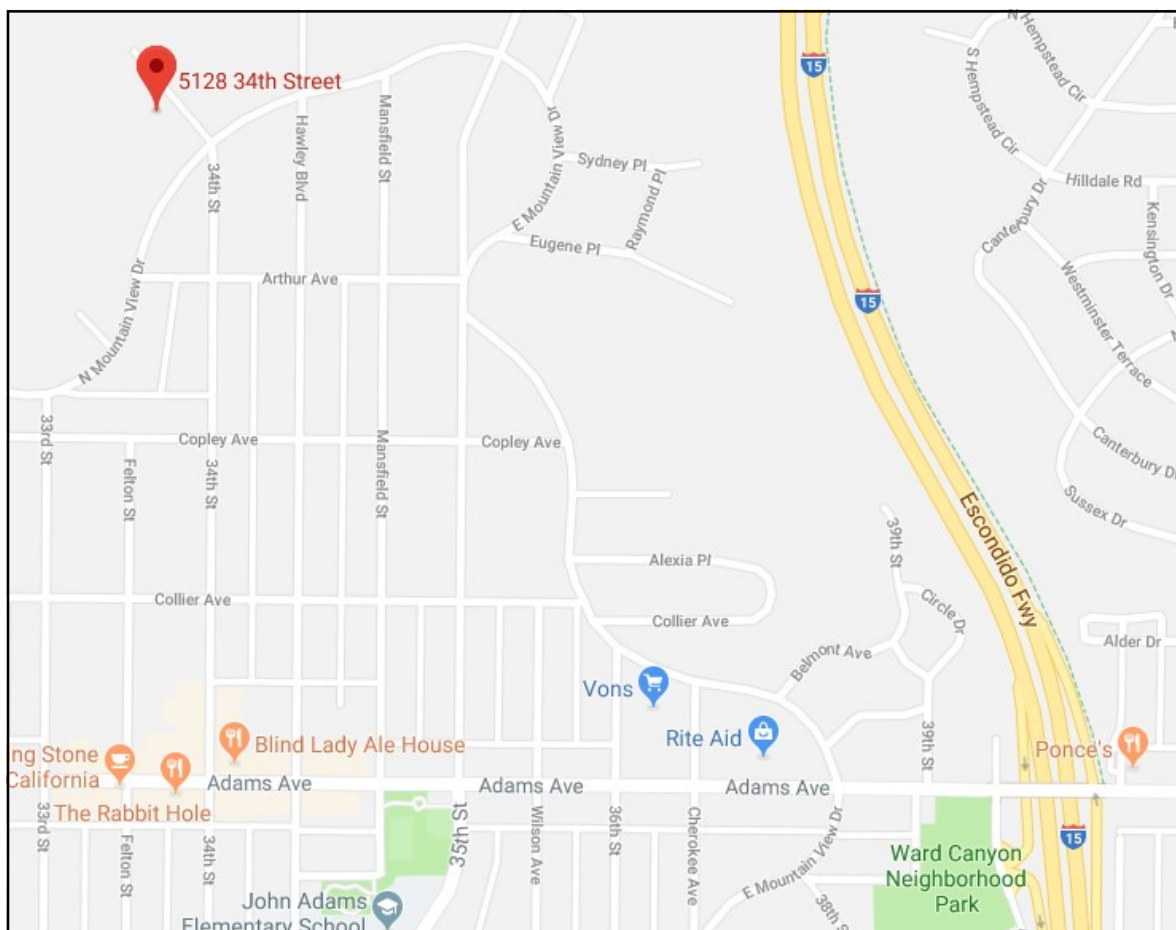 15
5128 34th Street
34th St
Hawley Blvd
Mansfield St
E Mountain View Dr
Sydney Pl
Raymond Pl
Eugene Pl
N Hempstead Cir
S Hempstead Cir
Hilldale Rd
Canterbury Dr
Kensington Dr
Westminster Terrace
Arthur Ave
N Mountain View Dr
15
33rd St
Copley Ave
Copley Ave
Felton St
34th St
Mansfield St
Canterbury Dr
Sussex Dr
Escondido Fwy
39th St
Alexia Pl
Circle Dr
Collier Ave
Collier Ave
Belmont Ave
Alder Dr
Vons
Rite Aid
39th St
Ponce's
ng Stone
California
Blind Lady Ale House
The Rabbit Hole
Adams Ave
Adams Ave
Adams Ave
33rd St
Felton St
34th St
35th St
Wilson Ave
36th St
Cherokee Ave
E Mountain View Dr
38th S
15
Ward Canyon
Neighborhood
Park
John Adams
Elementary School